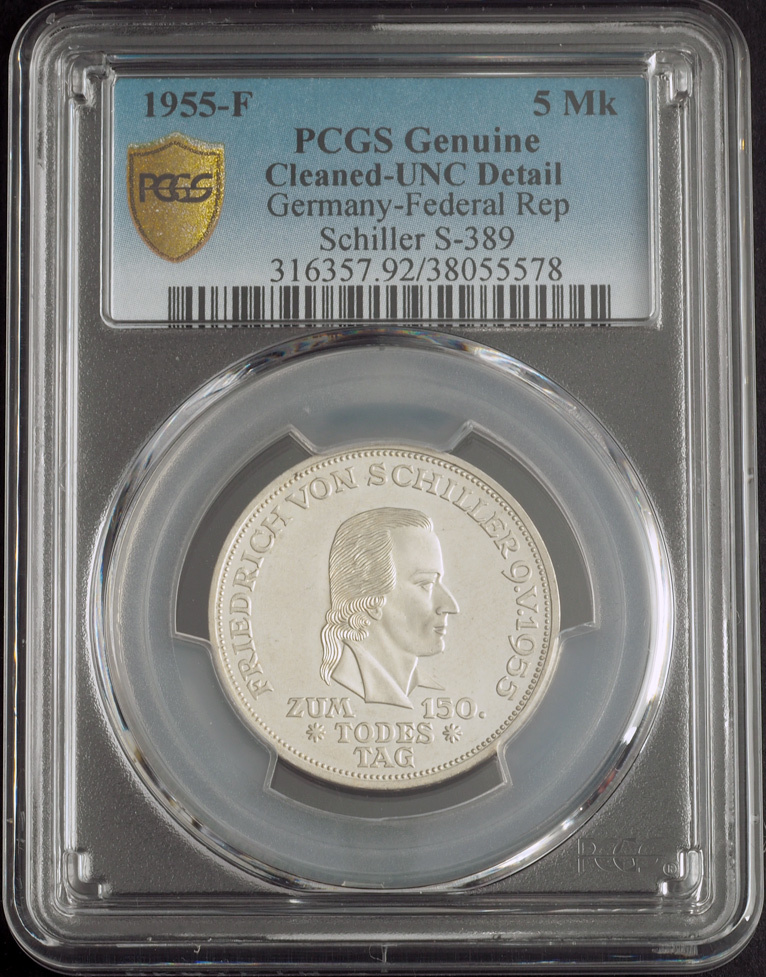 1955-F 5 Mk
PCGS Genuine
Cleaned-UNC Detail
Germany-Federal Rep
Schiller S-389
316357.92/38055578
PCGS
FRIEDRICH VON SCHILLER 9.V.1955
ZUM 150.
* TODES *
TAG
PCGS